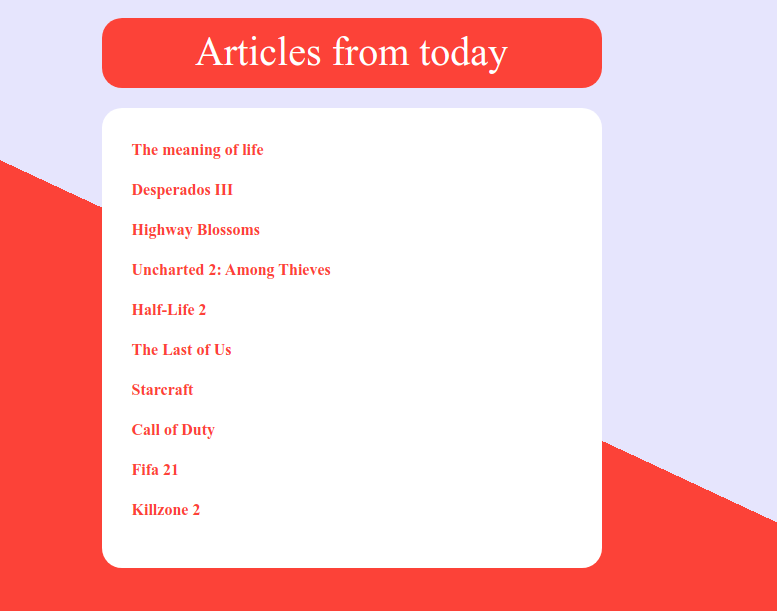 Articles from today
The meaning of life
Desperados III
Highway Blossoms
Uncharted 2: Among Thieves
Half-Life 2
The Last of Us
Starcraft
Call of Duty
Fifa 21
Killzone 2